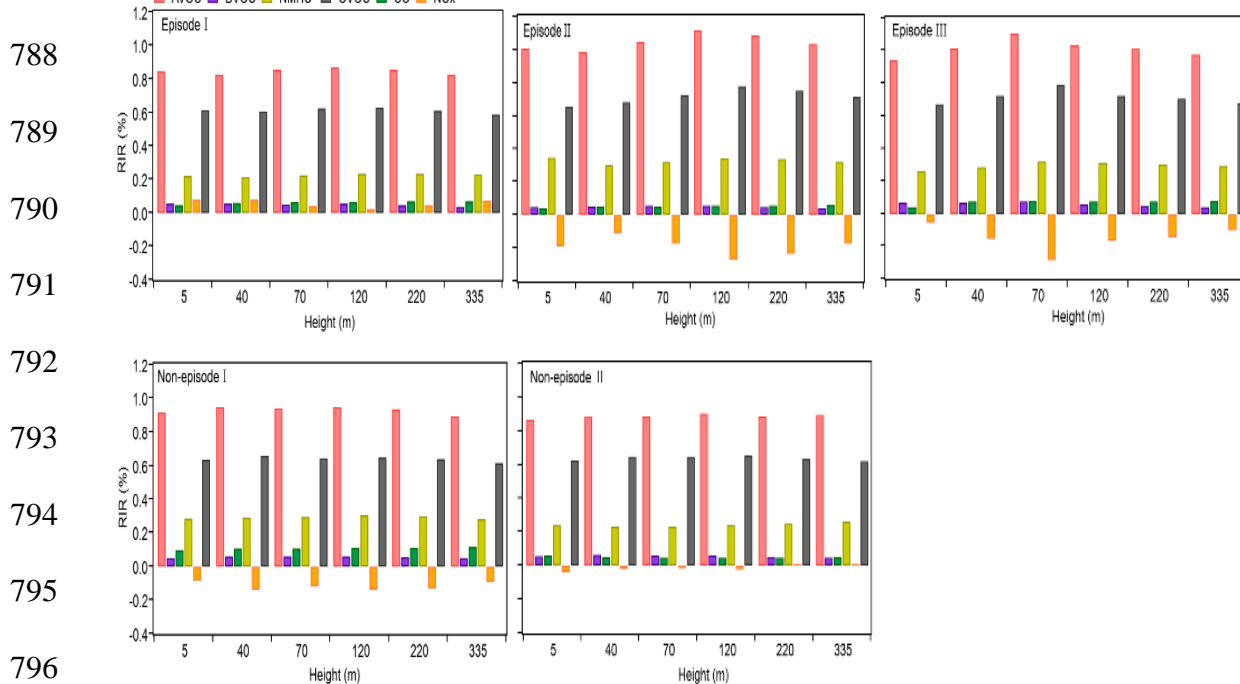 Episode I
Episode II
Episode III
1.2
1.0
0.8
0.6
0.4
0.2
0.0
-0.2
-0.4
RIR (%)
5 40 70 120 220 335
5 40 70 120 220 335
5 40 70 120 220 335
Height (m)
Height (m)
Height (m)
Non-episode I
Non-episode II
1.2
1.0
0.8
0.6
0.4
0.2
0.0
-0.2
-0.4
RIR (%)
5 40 70 120 220 335
5 40 70 120 220 335
Height (m)
Height (m)
788
789
790
791
792
793
794
795
796